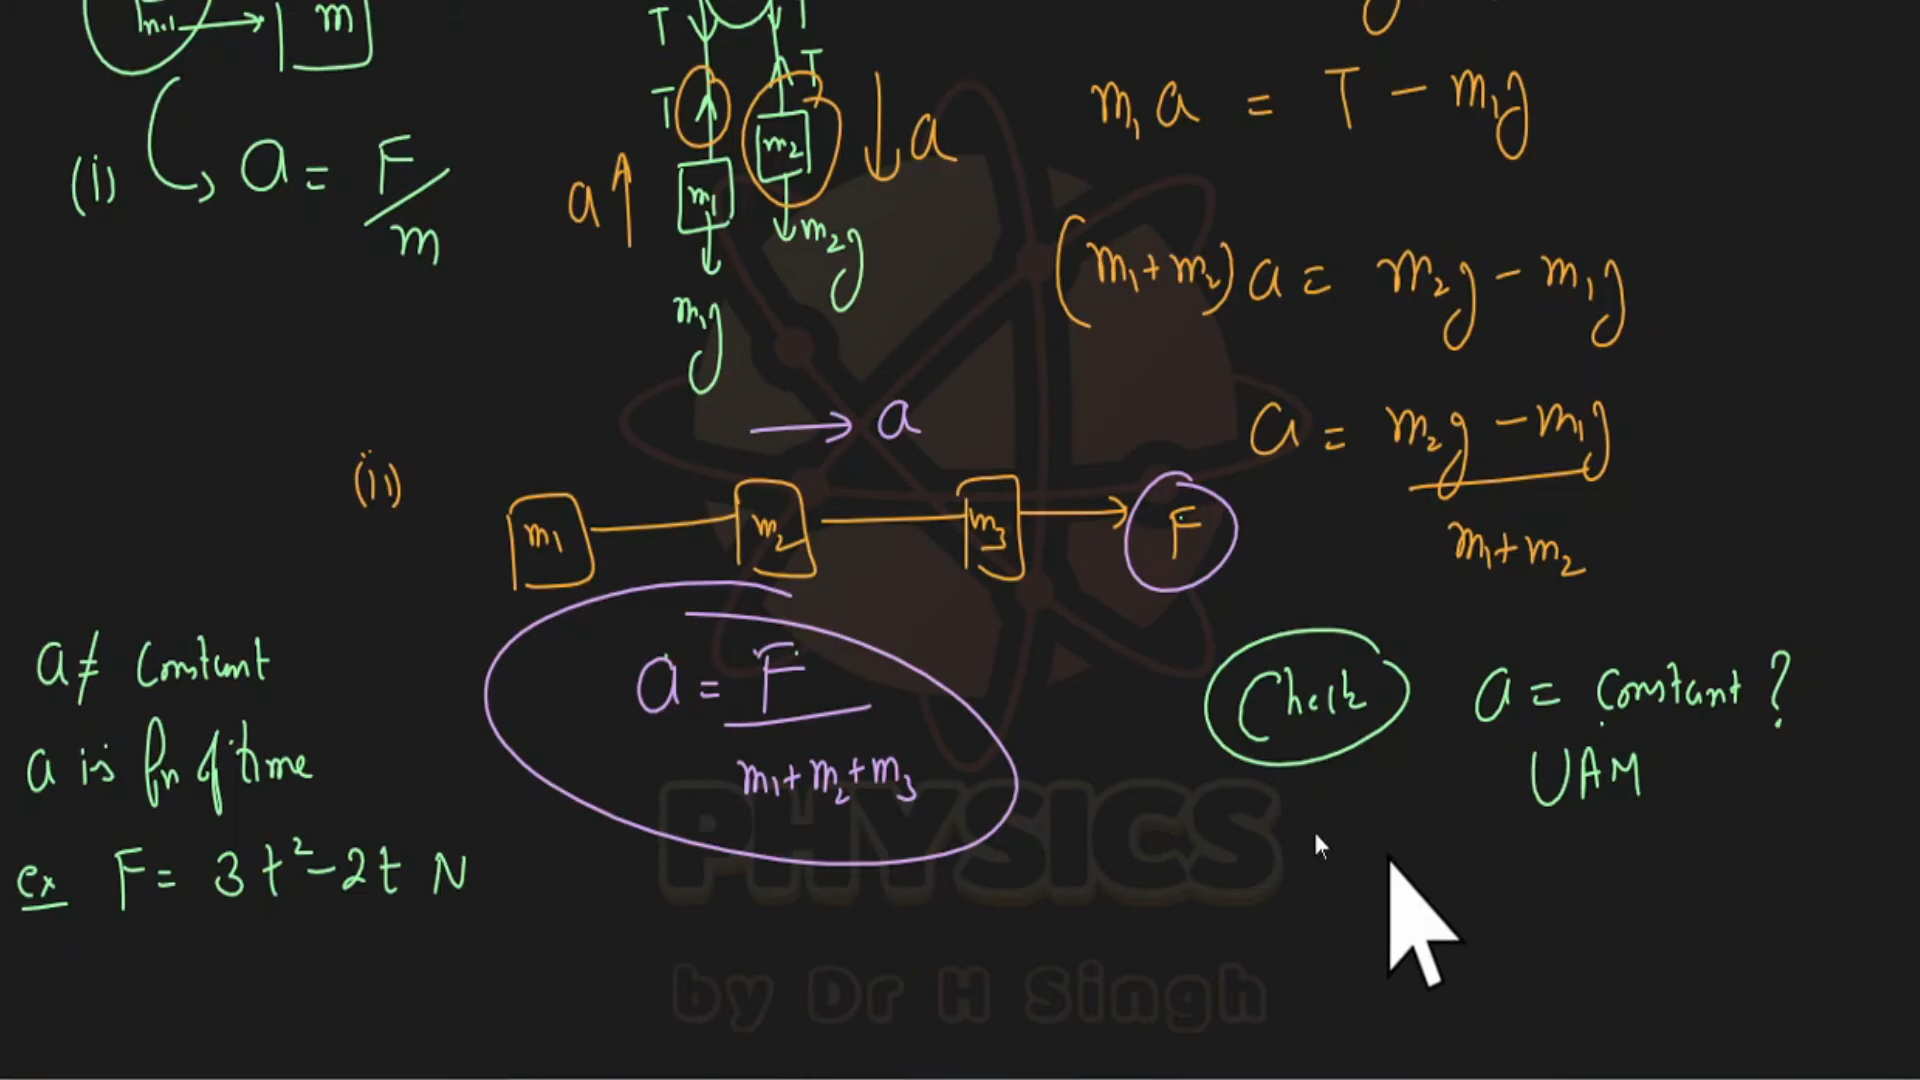 m
(i) a = F/m
T
T
T
T
m1
m2
a
a
m1g
m2g
m1a = T - m1g
(m1+m2)a = m2g - m1g
a = m2g - m1g
m1+m2
a
(ii)
m1 m2 m3 F
a = F
m1+m2+m3
Check a = Constant?
UAM
a ≠ Constant
a is fn of time
ex F = 3t²-2t N
PHYSICS
by Dr H Singh